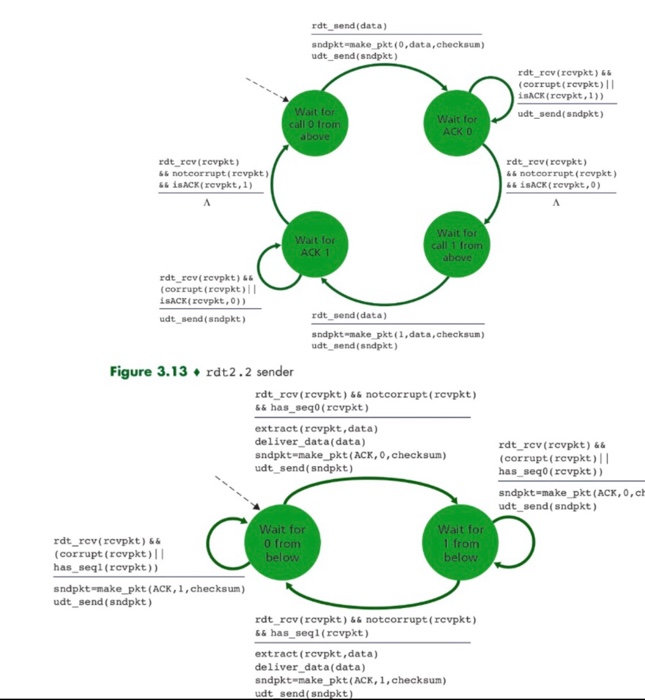 rdt_send(data)
sndpkt=make_pkt(0,data,checksum)
udt_send(sndpkt)
rdt_rcv(rcvpkt) &&
(corrupt(rcvpkt)||
isACK(rcvpkt,1))
udt_send(sndpkt)
Wait for
call 0 from
above
Wait for
ACK 0
rdt_rcv(rcvpkt)
&& notcorrupt(rcvpkt)
&& isACK(rcvpkt,1)
Λ
rdt_rcv(rcvpkt)
&& notcorrupt(rcvpkt)
&& isACK(rcvpkt,0)
Λ
Wait for
ACK 1
Wait for
call 1 from
above
rdt_rcv(rcvpkt) &&
(corrupt(rcvpkt)||
isACK(rcvpkt,0))
udt_send(sndpkt)
rdt_send(data)
sndpkt=make_pkt(1,data,checksum)
udt_send(sndpkt)
Figure 3.13 ♦ rdt2.2 sender
rdt_rcv(rcvpkt) && notcorrupt(rcvpkt)
&& has_seq0(rcvpkt)
extract(rcvpkt,data)
deliver_data(data)
sndpkt=make_pkt(ACK,0,checksum)
udt_send(sndpkt)
rdt_rcv(rcvpkt) &&
(corrupt(rcvpkt)||
has_seq0(rcvpkt))
sndpkt=make_pkt(ACK,0,ch
udt_send(sndpkt)
Wait for
0 from
below
Wait for
1 from
below
rdt_rcv(rcvpkt) &&
(corrupt(rcvpkt)||
has_seq1(rcvpkt))
sndpkt=make_pkt(ACK,1,checksum)
udt_send(sndpkt)
rdt_rcv(rcvpkt) && notcorrupt(rcvpkt)
&& has_seq1(rcvpkt)
extract(rcvpkt,data)
deliver_data(data)
sndpkt=make_pkt(ACK,1,checksum)
udt_send(sndpkt)